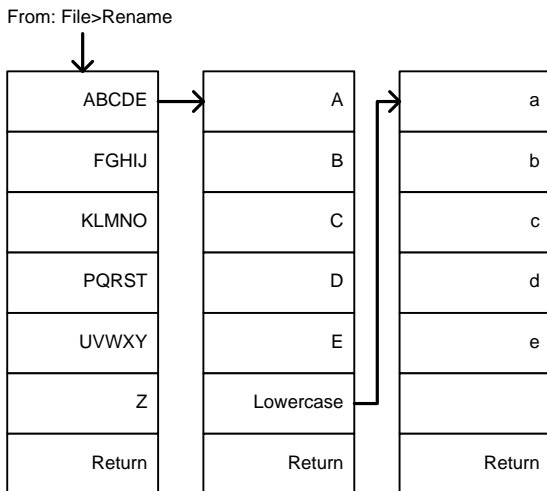 From: File>Rename
ABCDE
FGHIJ
KLMNO
PQRST
UVWXY
Z
Return
A
B
C
D
E
Lowercase
Return
a
b
c
d
e
Return